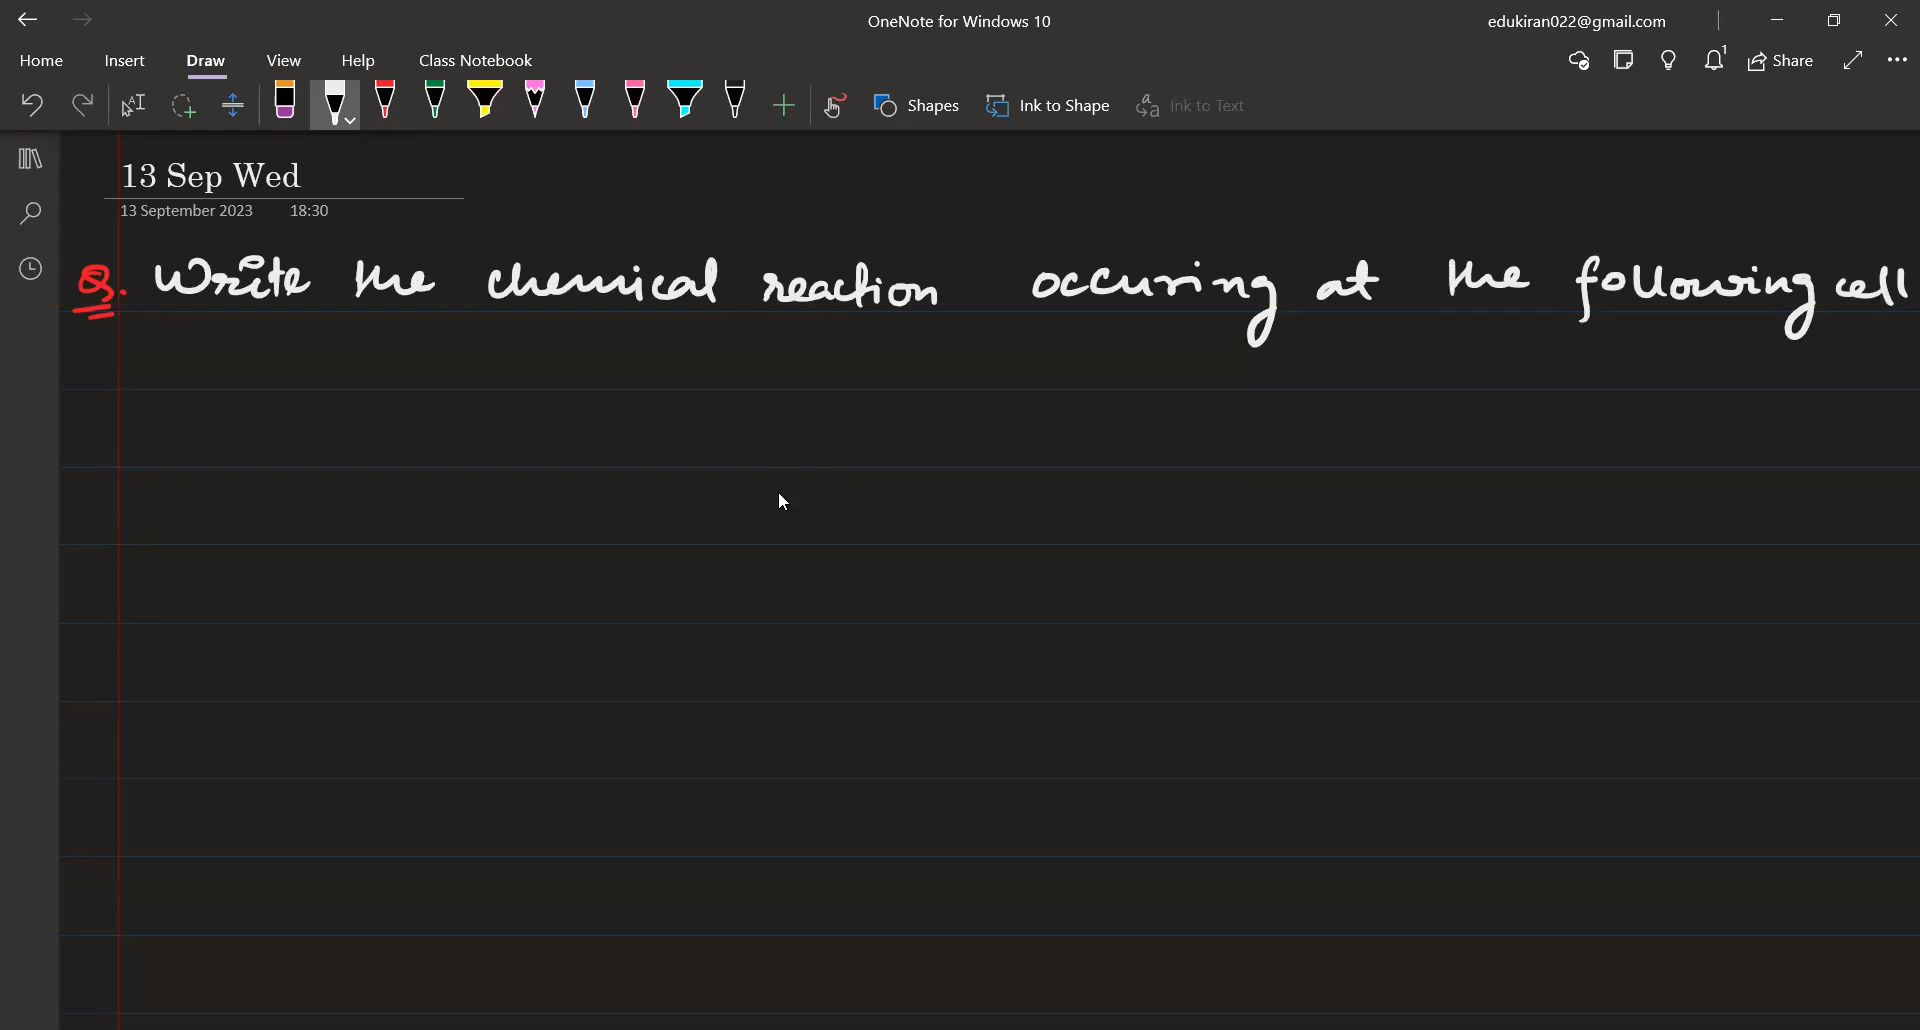 OneNote for Windows 10
edukiran022@gmail.com
Home Insert Draw View Help Class Notebook
1
Share
Shapes Ink to Shape Ink to Text
13 Sep Wed
13 September 2023 18:30
Q. Write the chemical reaction occuring at the following cell